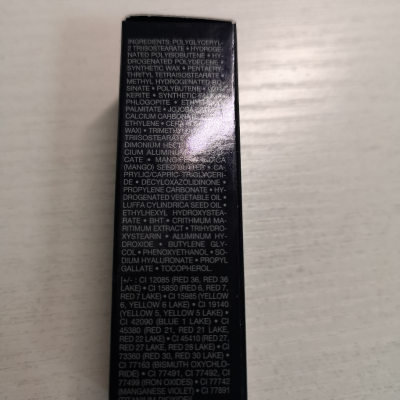 INGREDIENTS: POLYGLYCERYL-
2 TRIISOSTEARATE • HYDROGE-
NATED POLYISOBUTENE • HY-
DROGENATED POLYDECENE •
SYNTHETIC WAX • PENTAERY-
THRITYL TETRAISOSTEARATE •
METHYL HYDROGENATED RO-
SINATE • POLYBUTENE •
KERITE • SYNTHETIC
PHLOGOPITE • ETHYL
PALMITATE • JOJOBA
CALCIUM CARBONA
ETHYLENE •
WAX) • TRIMETHYL
TRIISOSTEARATE
DIMONIUM HECT
CIUM ALUMINUM
CATE • MANGIFERA INDICA
(MANGO) SEED BUTTER • CA-
PRYLIC/CAPRIC TRIGLYCERI-
DE • DECYLOXAZOLIDINONE •
PROPYLENE CARBONATE • HY-
DROGENATED VEGETABLE OIL •
LUFFA CYLINDRICA SEED OIL •
ETHYLHEXYL HYDROXYSTEA-
RATE • BHT • CRITHMUM MA-
RITIMUM EXTRACT • TRIHYDRO-
XYSTEARIN • ALUMINUM HY-
DROXIDE • BUTYLENE GLY-
COL • PHENOXYETHANOL • SO-
DIUM HYALURONATE • PROPYL
GALLATE • TOCOPHEROL.
[+/- : CI 12085 (RED 36, RED 36
LAKE) • CI 15850 (RED 6, RED 7,
RED 7 LAKE) • CI 15985 (YELLOW
6, YELLOW 6 LAKE) • CI 19140
(YELLOW 5, YELLOW 5 LAKE) •
CI 42090 (BLUE 1 LAKE) • CI
45380 (RED 21, RED 21 LAKE,
RED 22 LAKE) • CI 45410 (RED 27,
RED 27 LAKE, RED 28 LAKE) • CI
73360 (RED 30, RED 30 LAKE) •
CI 77163 (BISMUTH OXYCHLO-
RIDE) • CI 77491, CI 77492, CI
77499 (IRON OXIDES) • CI 77742
(MANGANESE VIOLET) • CI 77891